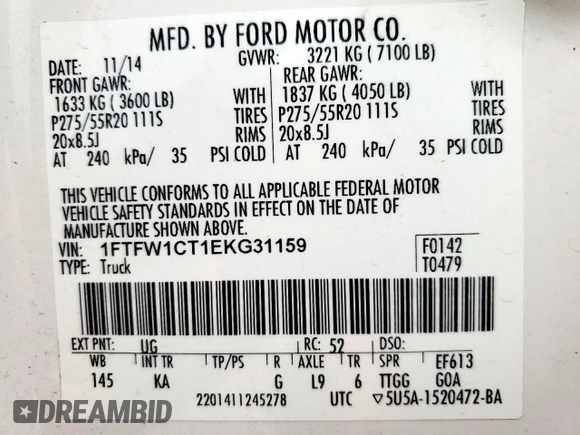 MFD. BY FORD MOTOR CO.
DATE: 11/14 GVWR: 3221 KG ( 7100 LB)
FRONT GAWR: REAR GAWR:
1633 KG ( 3600 LB) WITH 1837 KG ( 4050 LB) WITH
P275/55R20 111S TIRES P275/55R20 111S TIRES
20x8.5J RIMS 20x8.5J RIMS
AT 240 kPa/ 35 PSI COLD AT 240 kPa/ 35 PSI COLD
THIS VEHICLE CONFORMS TO ALL APPLICABLE FEDERAL MOTOR
VEHICLE SAFETY STANDARDS IN EFFECT ON THE DATE OF
MANUFACTURE SHOWN ABOVE.
VIN: 1FTFW1CT1EKG31159 F0142
TYPE: Truck T0479
EXT PNT: UG RC: 52 DSO:
WB INT TR TP/PS R AXLE TR SPR EF613
145 KA G L9 6 TTGG GOA
2201411245278 UTC ▽5U5A-1520472-BA
DREAMBID